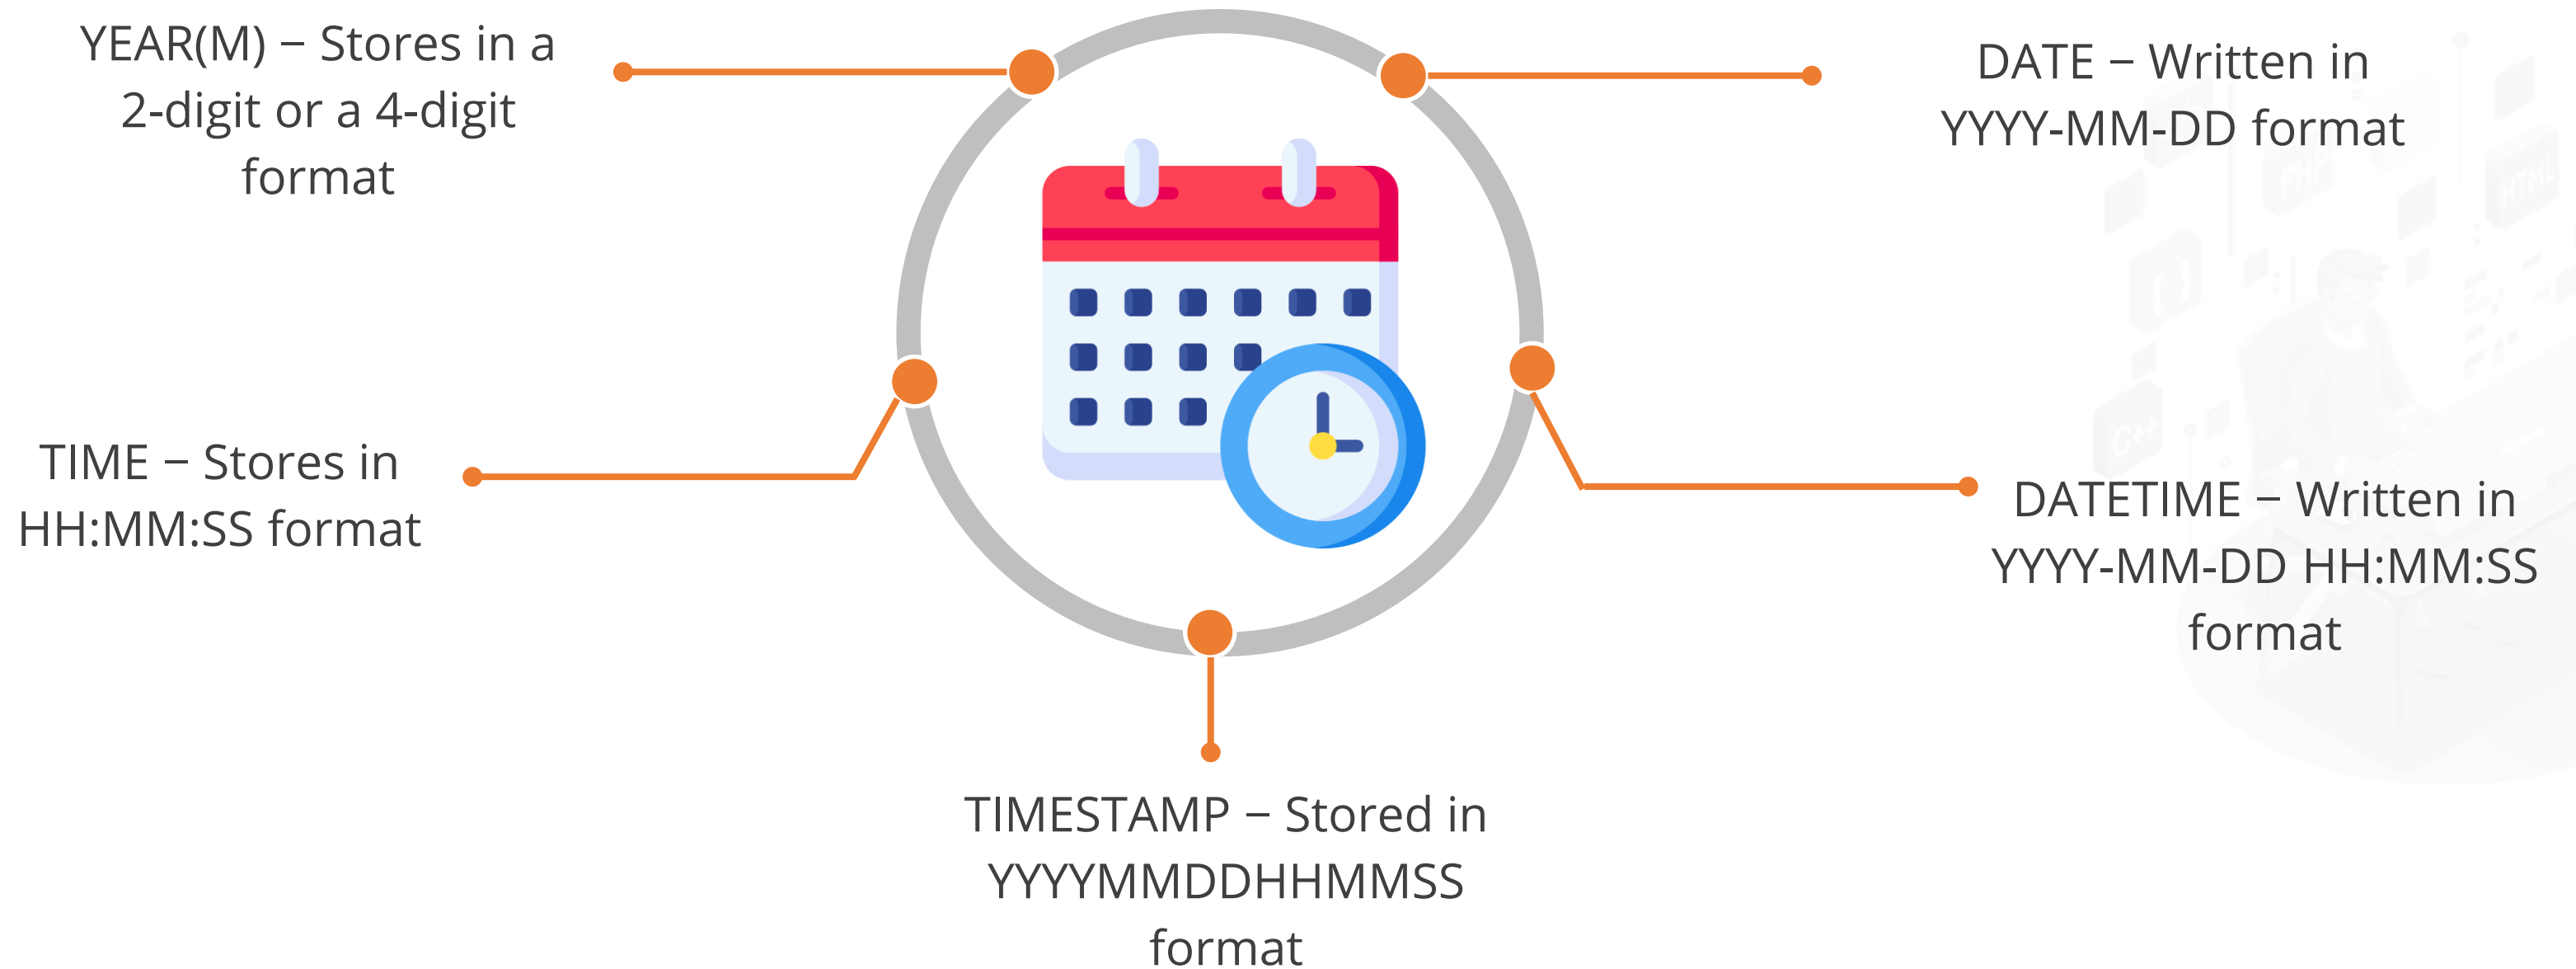 YEAR(M) – Stores in a
2-digit or a 4-digit
format
DATE – Written in
YYYY-MM-DD format
TIME – Stores in
HH:MM:SS format
DATETIME – Written in
YYYY-MM-DD HH:MM:SS
format
TIMESTAMP – Stored in
YYYYMMDDHHMMSS
format
PHP
HTML
{ }
C++